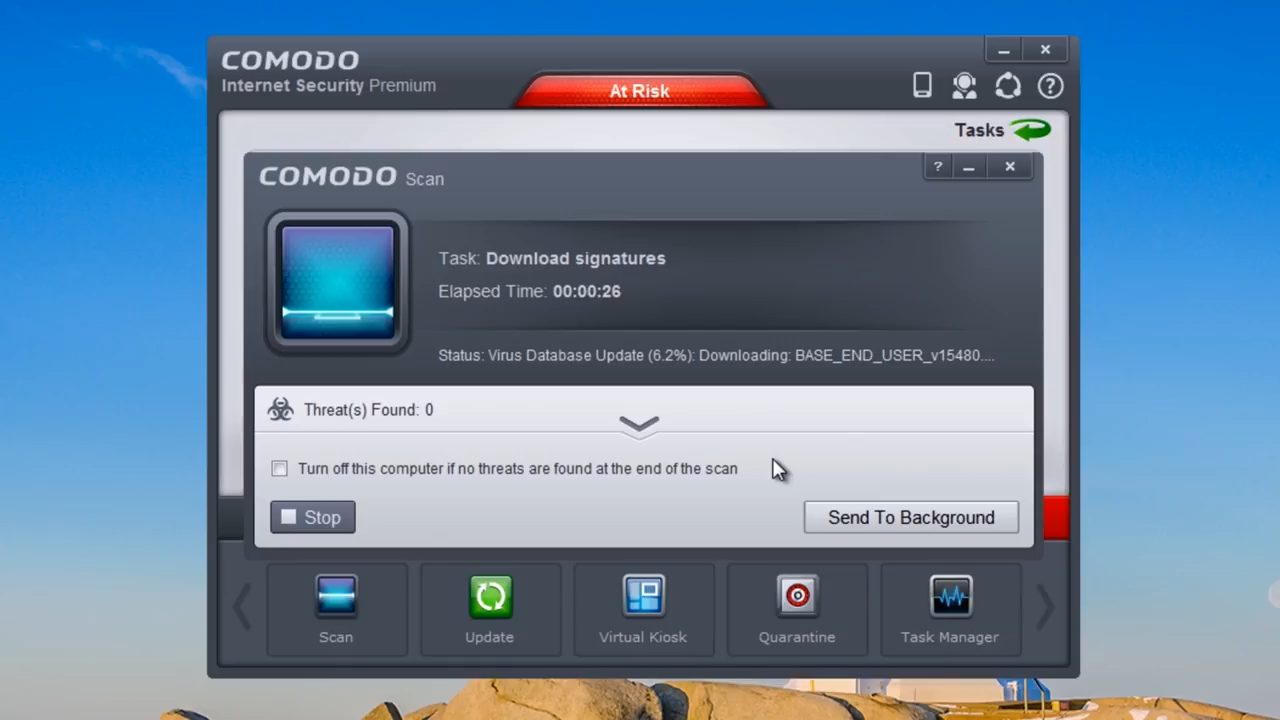 COMODO
Internet Security Premium
At Risk
?
Tasks
COMODO Scan
?
Task: Download signatures
Elapsed Time: 00:00:26
Status: Virus Database Update (6.2%): Downloading: BASE_END_USER_v15480....
Threat(s) Found: 0
Turn off this computer if no threats are found at the end of the scan
Stop
Send To Background
Scan
Update
Virtual Kiosk
Quarantine
Task Manager